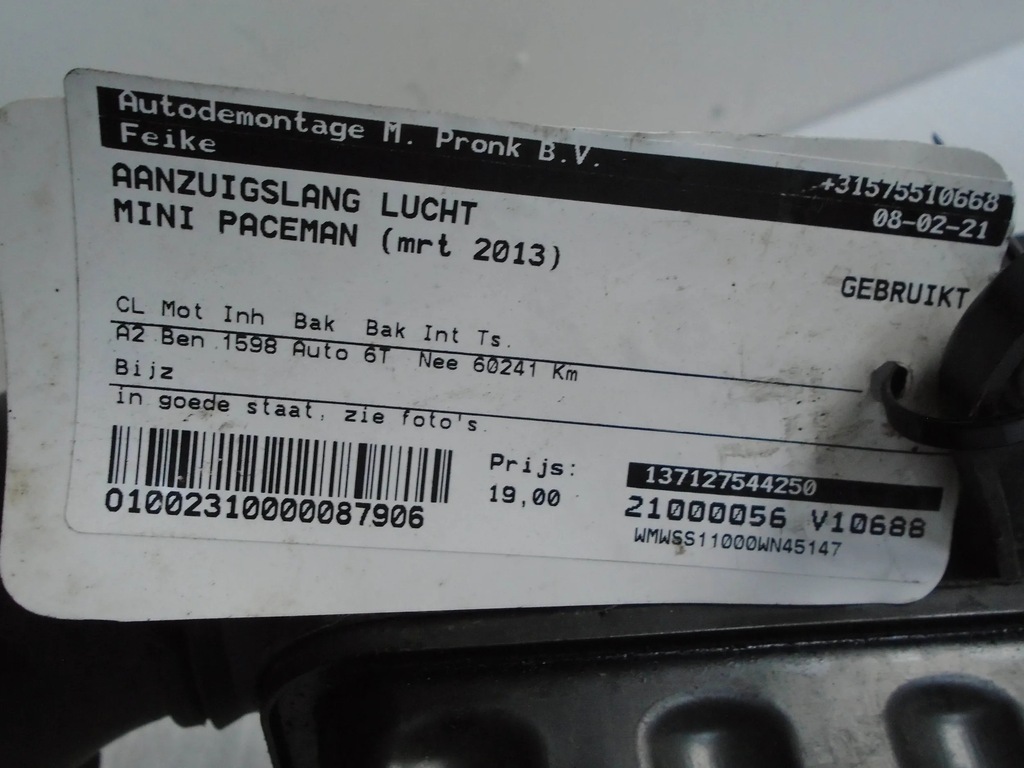 Autodemontage M. Pronk B.V.
Feike
+31575510668
08-02-21
AANZUIGSLANG LUCHT
MINI PACEMAN (mrt 2013)
GEBRUIKT
CL Mot Inh Bak Bak Int Ts.
A2 Ben 1598 Auto 6T Nee 60241 Km
Bijz
in goede staat, zie foto's.
01002310000087906
Prijs:
19,00
137127544250
21000056 V10688
WMWSS11000WN45147